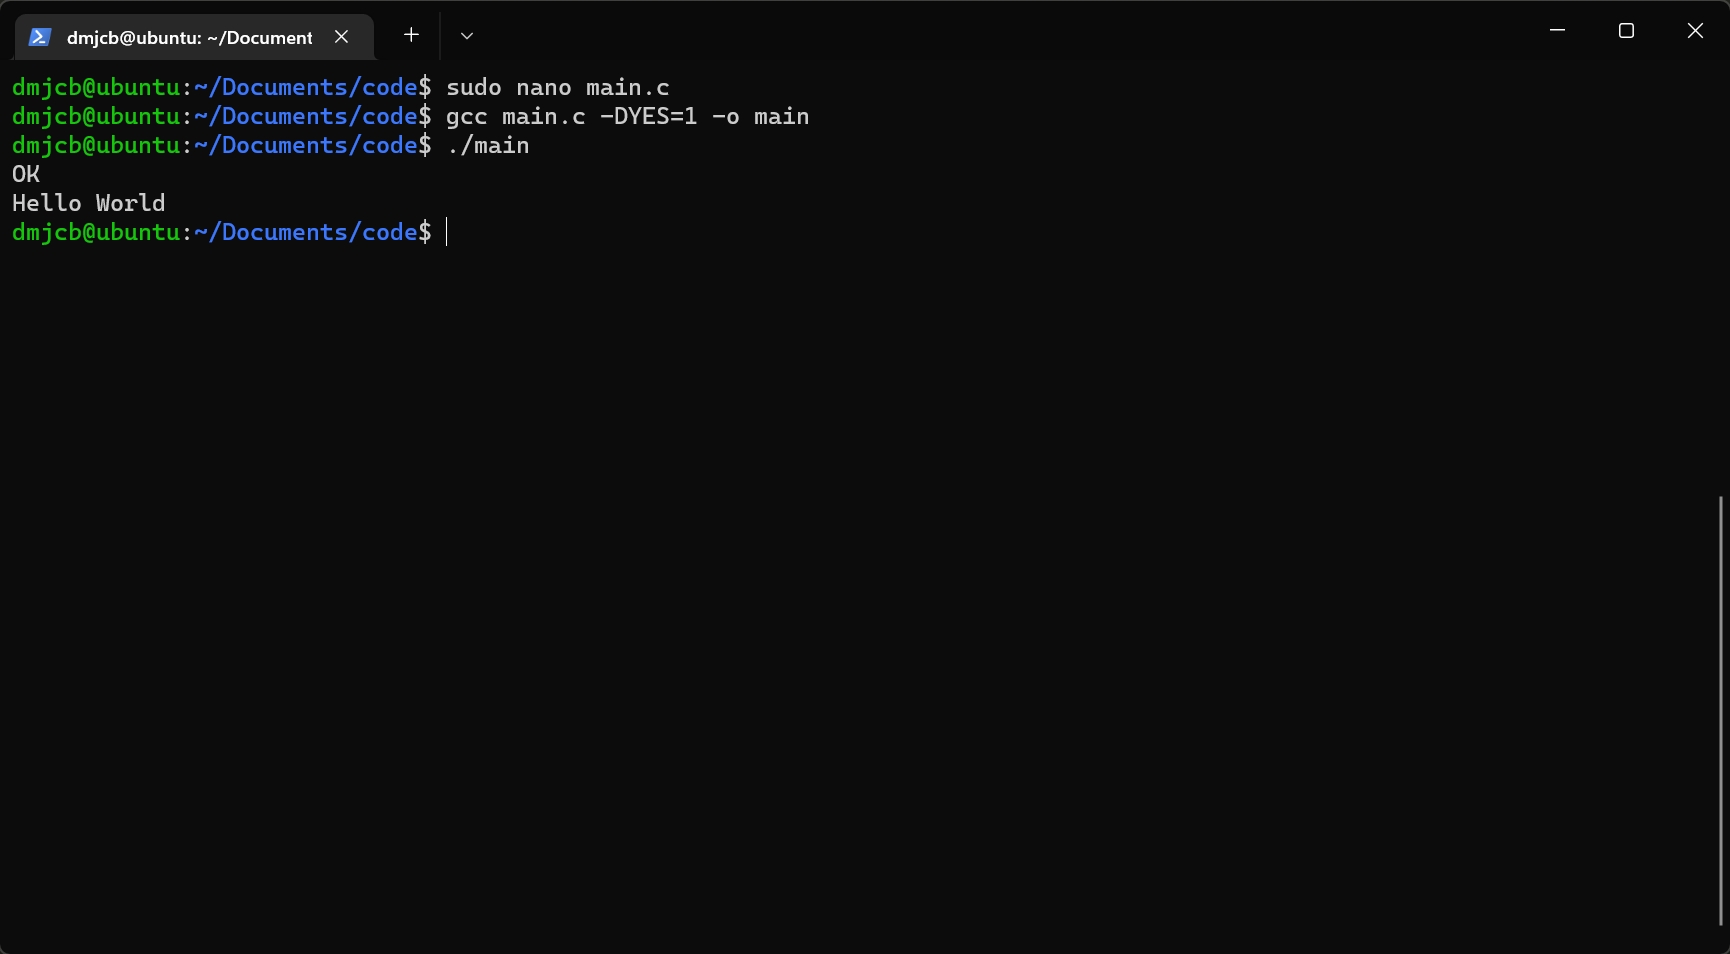 dmjcb@ubuntu: ~/Document
dmjcb@ubuntu:~/Documents/code$ sudo nano main.c
dmjcb@ubuntu:~/Documents/code$ gcc main.c -DYES=1 -o main
dmjcb@ubuntu:~/Documents/code$ ./main
OK
Hello World
dmjcb@ubuntu:~/Documents/code$